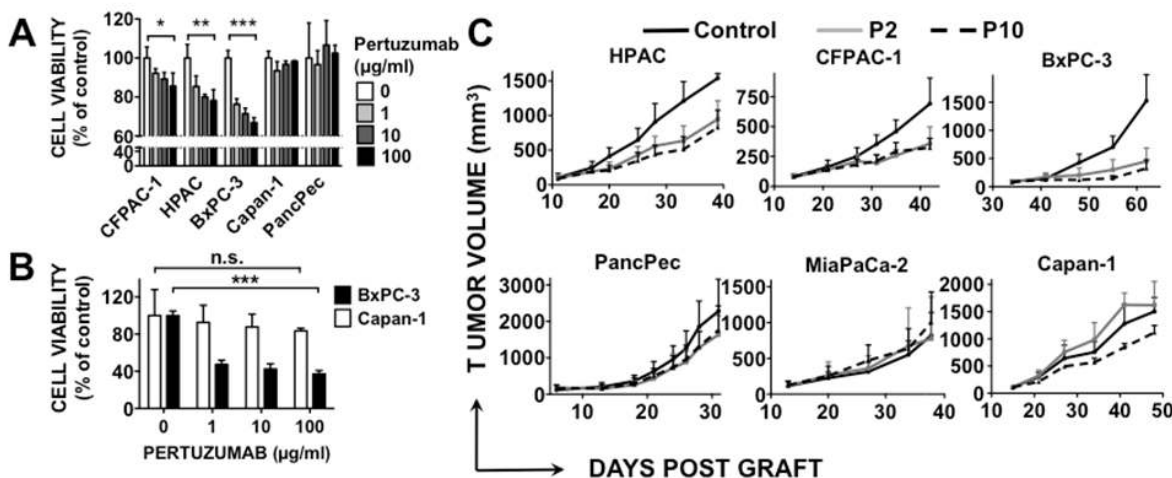 A
CELL VIABILITY
(% of control)
120
100
80
60
40
0
* ** ***
Pertuzumab
(µg/ml)
0
1
10
100
CFPAC-1
HPAC
BxPC-3
Capan-1
PancPec
B
CELL VIABILITY
(% of control)
120
80
40
0
n.s.
***
BxPC-3
Capan-1
0 1 10 100
PERTUZUMAB (µg/ml)
C
Control P2 P10
T TUMOR VOLUME (mm³)
HPAC
1500
1000
500
0
10 20 30 40
CFPAC-1
750
500
250
0
10 20 30 40
BxPC-3
1500
1000
500
0
30 40 50 60
PancPec
3000
2000
1000
0
10 20 30
MiaPaCa-2
1500
1000
500
0
10 20 30 40
Capan-1
2000
1500
1000
500
0
10 20 30 40 50
DAYS POST GRAFT